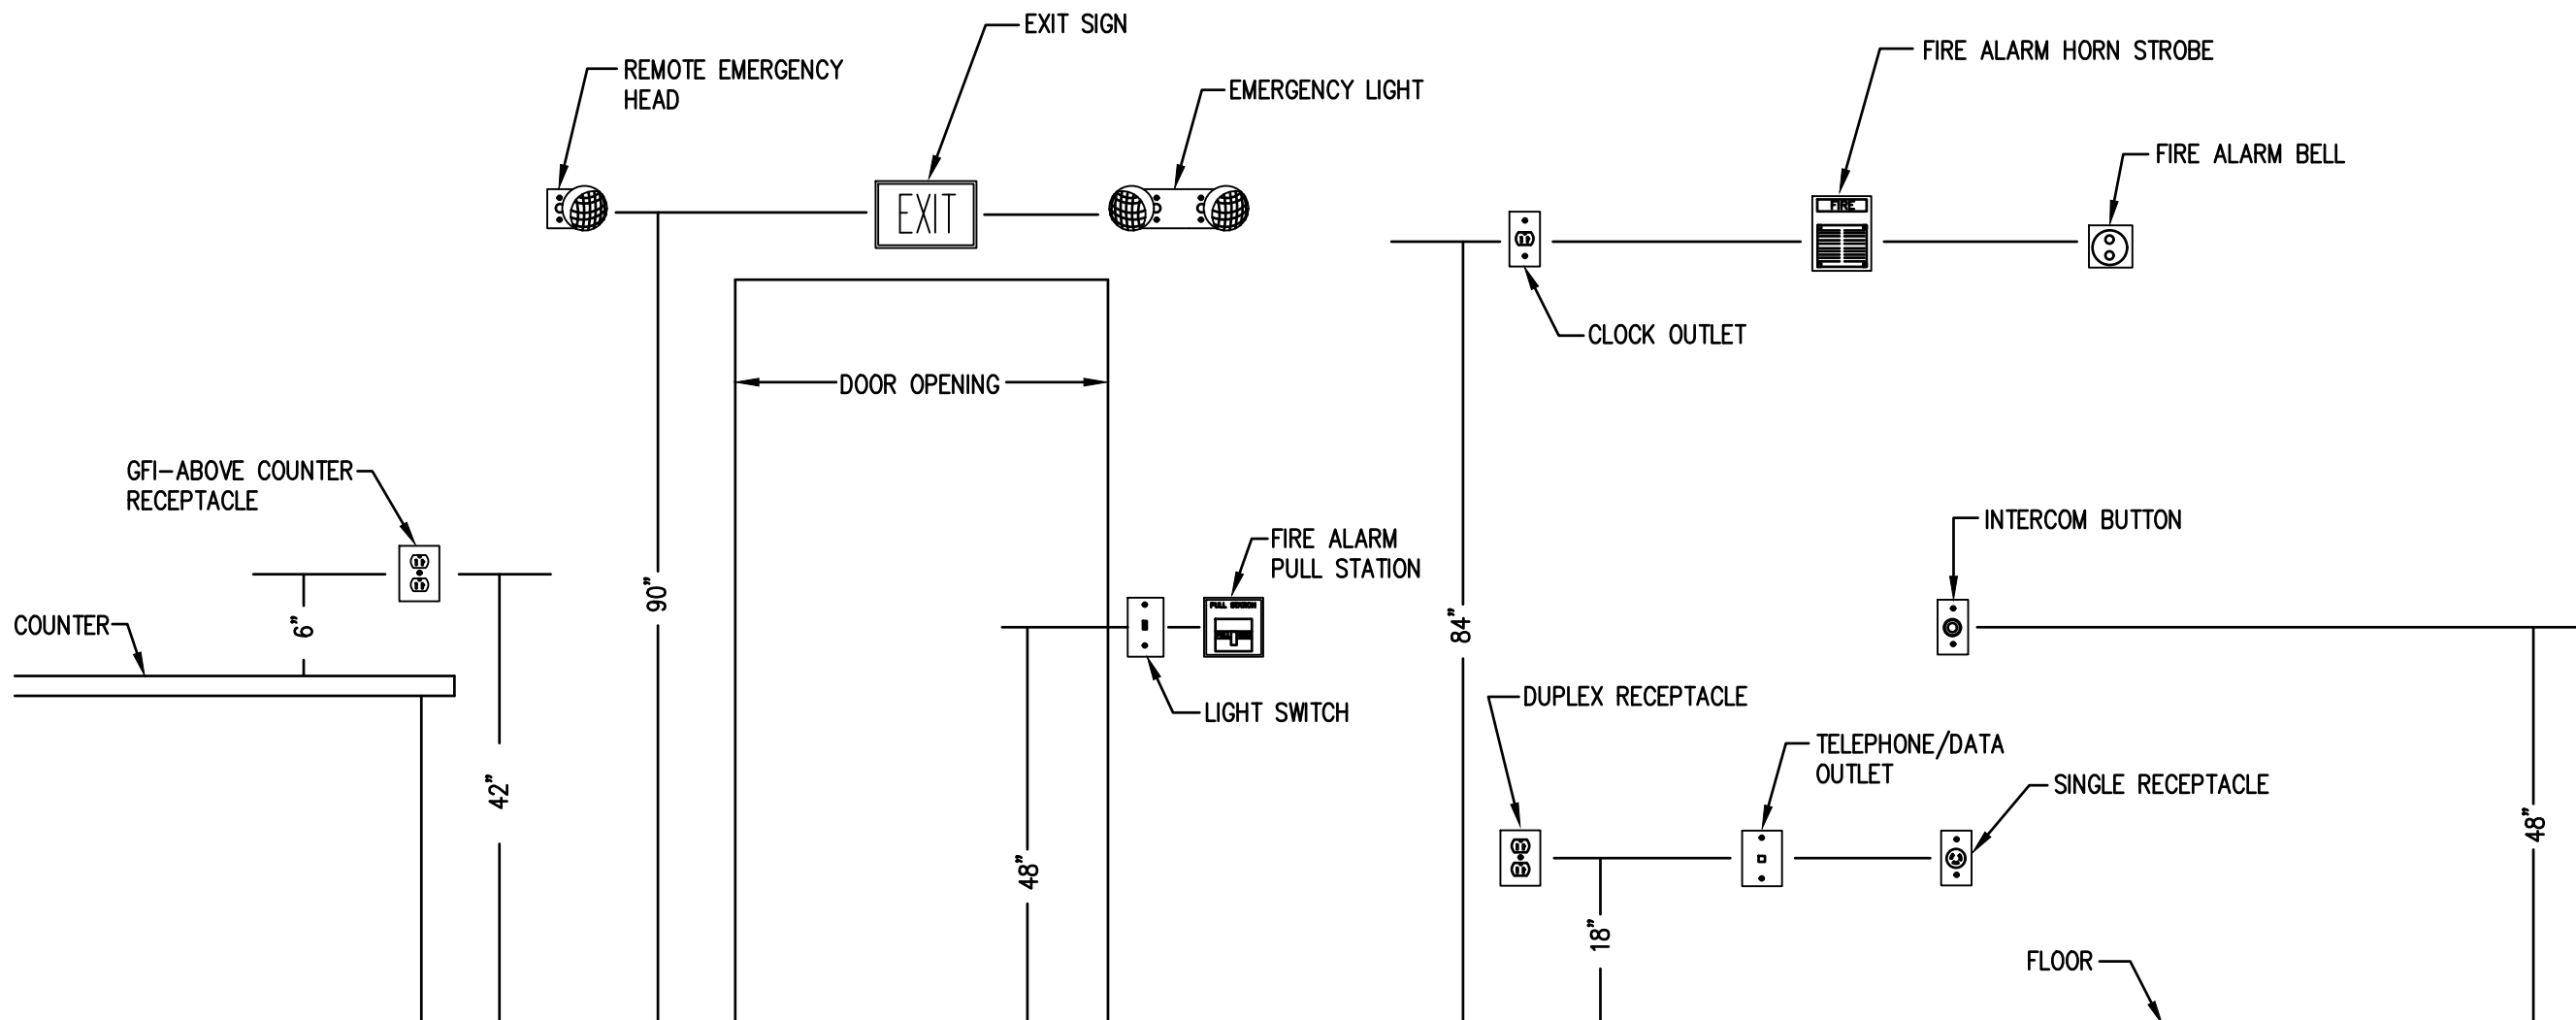 EXIT SIGN
REMOTE EMERGENCY
HEAD
EMERGENCY LIGHT
FIRE ALARM HORN STROBE
FIRE ALARM BELL
EXIT
FIRE
CLOCK OUTLET
DOOR OPENING
GFI-ABOVE COUNTER
RECEPTACLE
FIRE ALARM
PULL STATION
INTERCOM BUTTON
COUNTER
6"
90"
PULL STATION
84"
LIGHT SWITCH
DUPLEX RECEPTACLE
TELEPHONE/DATA
OUTLET
SINGLE RECEPTACLE
42"
48"
48"
18"
FLOOR